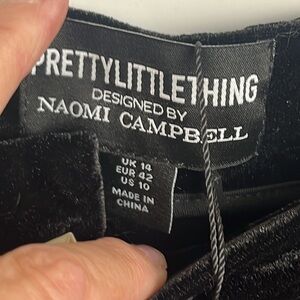 PRETTYLITTLETHING
DESIGNED BY
NAOMI CAMPBELL
UK 14
EUR 42
US 10
MADE IN
CHINA